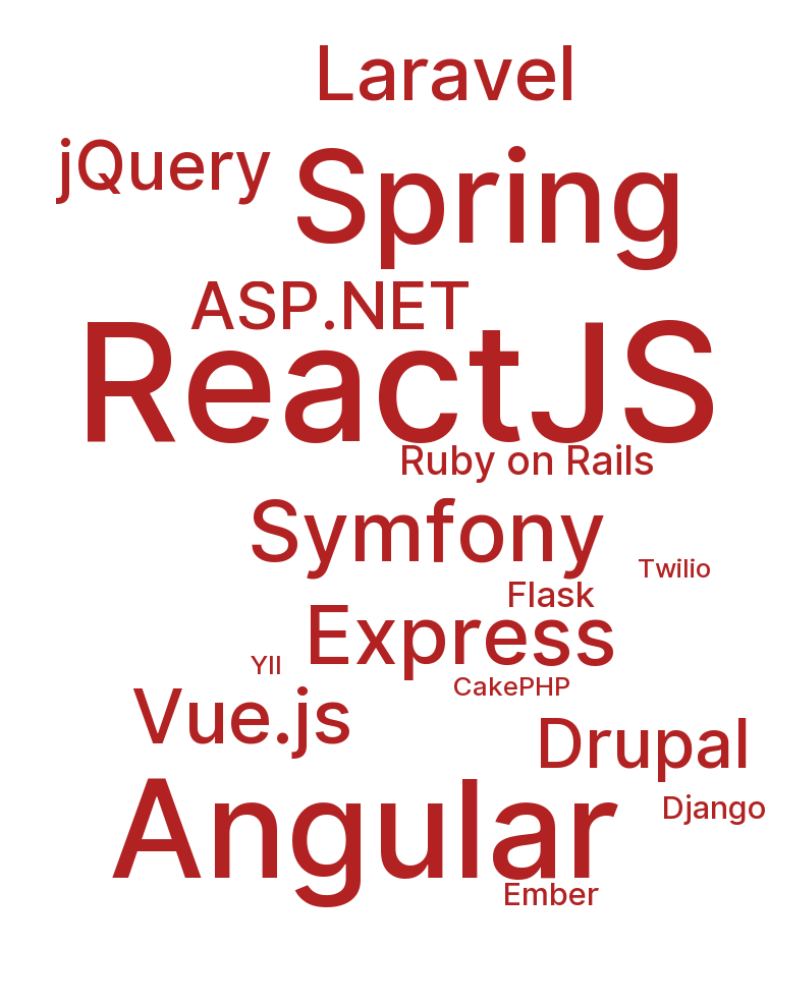 Laravel
jQuery
Spring
ASP.NET
ReactJS
Ruby on Rails
Symfony
Twilio
Flask
Express
YII
CakePHP
Vue.js
Drupal
Angular
Django
Ember